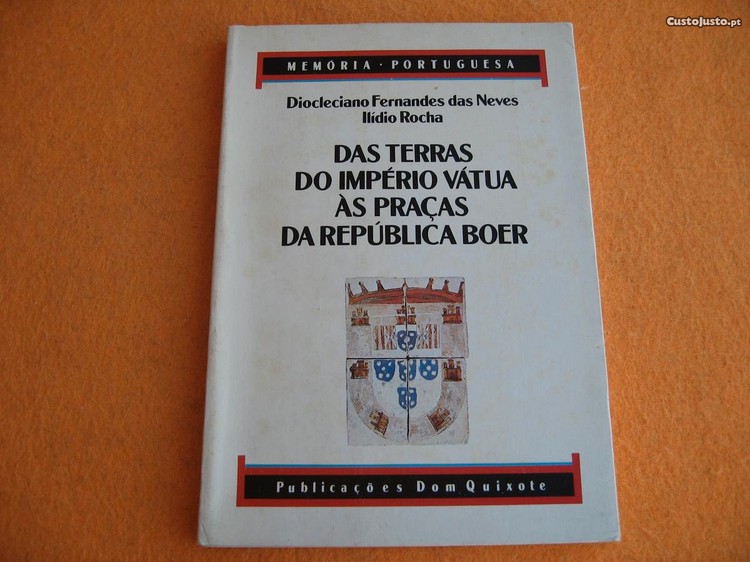 CustoJusto.pt
MEMÓRIA · PORTUGUESA
Diocleciano Fernandes das Neves
Ilídio Rocha
DAS TERRAS
DO IMPÉRIO VÁTUA
ÀS PRAÇAS
DA REPÚBLICA BOER
Publicações Dom Quixote